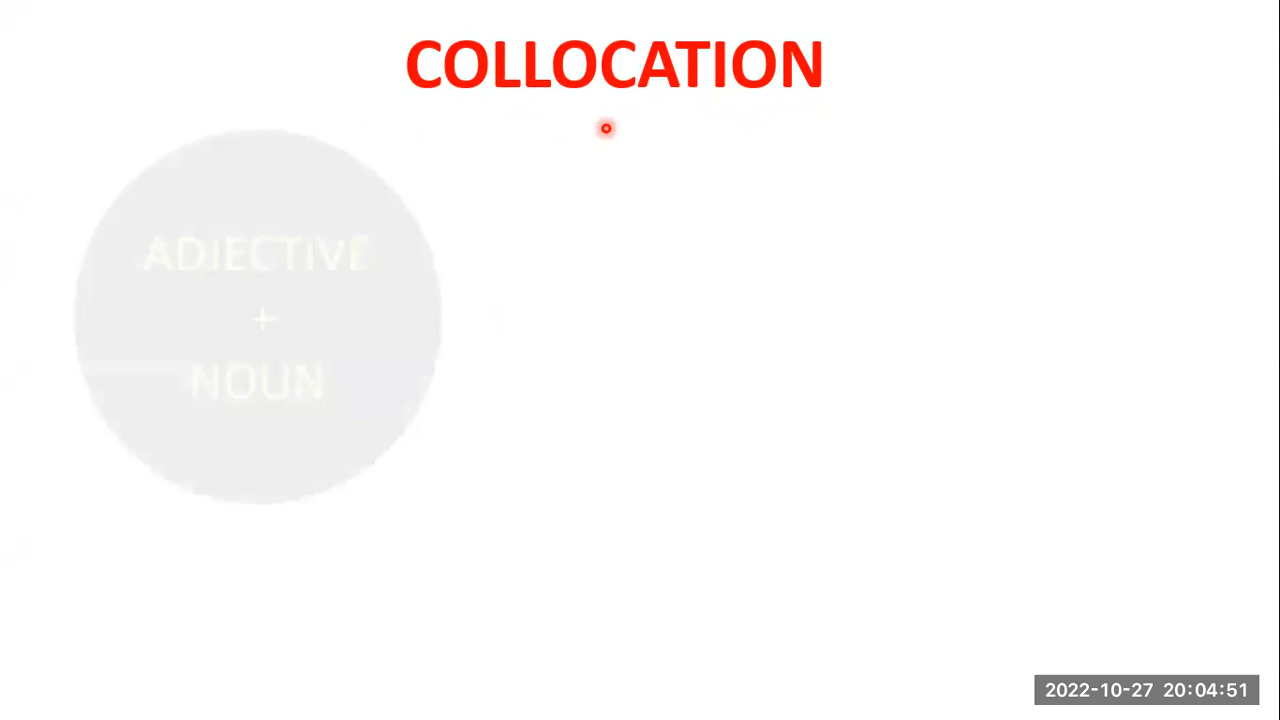 COLLOCATION
ADJECTIVE
+
NOUN
2022-10-27 20:04:51